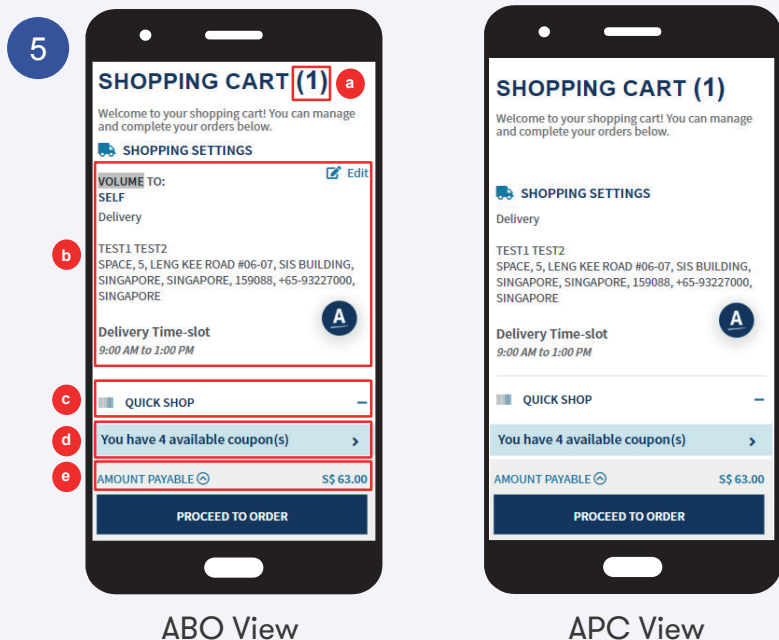 5
SHOPPING CART (1)
a
Welcome to your shopping cart! You can manage
and complete your orders below.
SHOPPING SETTINGS
b
VOLUME TO:
Edit
SELF
Delivery
TEST1 TEST2
SPACE, 5, LENG KEE ROAD #06-07, SIS BUILDING,
SINGAPORE, SINGAPORE, 159088, +65-93227000,
SINGAPORE
A
Delivery Time-slot
9:00 AM to 1:00 PM
c
QUICK SHOP
d
You have 4 available coupon(s)
e
AMOUNT PAYABLE
S$ 63.00
PROCEED TO ORDER
ABO View
SHOPPING CART (1)
Welcome to your shopping cart! You can manage
and complete your orders below.
SHOPPING SETTINGS
Delivery
TEST1 TEST2
SPACE, 5, LENG KEE ROAD #06-07, SIS BUILDING,
SINGAPORE, SINGAPORE, 159088, +65-93227000,
SINGAPORE
A
Delivery Time-slot
9:00 AM to 1:00 PM
QUICK SHOP
You have 4 available coupon(s)
AMOUNT PAYABLE
S$ 63.00
PROCEED TO ORDER
APC View